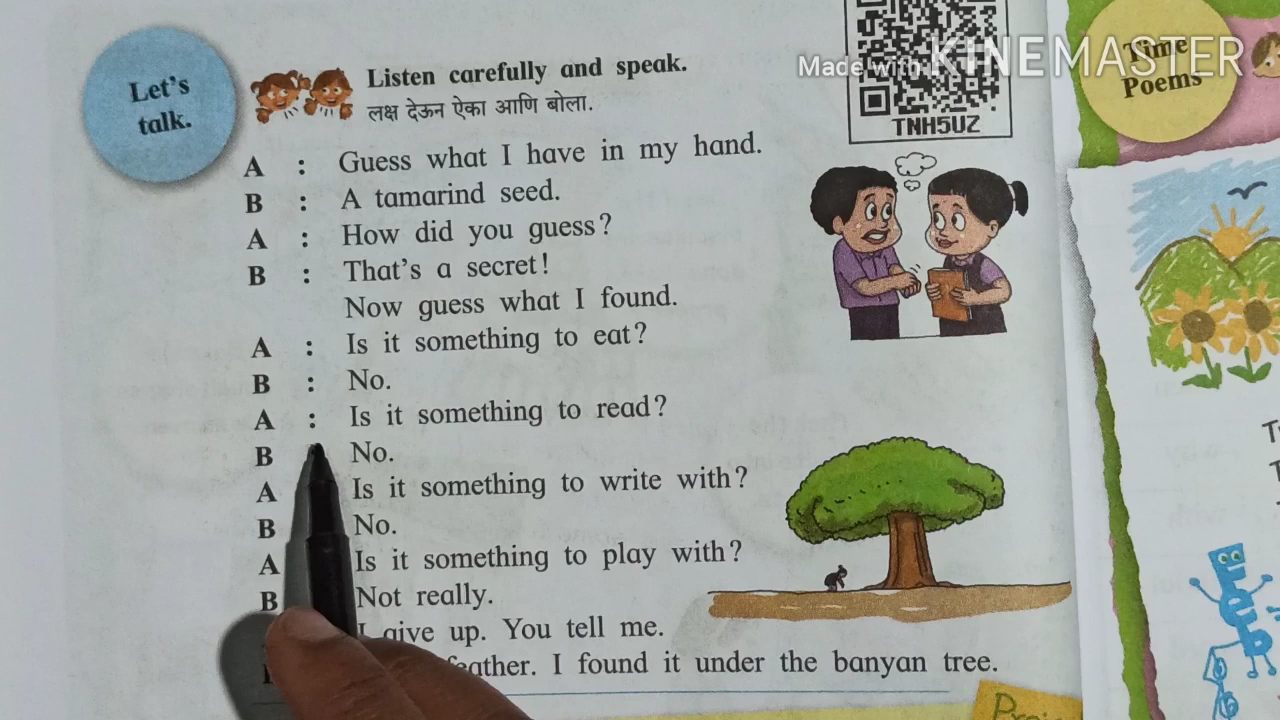 Let's
talk.
Listen carefully and speak.
लक्ष देऊन ऐका आणि बोला.
TNH5UZ
Made with KINEMASTER
Time
Poems
A : Guess what I have in my hand.
B : A tamarind seed.
A : How did you guess?
B : That's a secret!
Now guess what I found.
A : Is it something to eat?
B : No.
A : Is it something to read?
B No.
A Is it something to write with?
B No.
A Is it something to play with?
B Not really.
I give up. You tell me.
feather. I found it under the banyan tree.